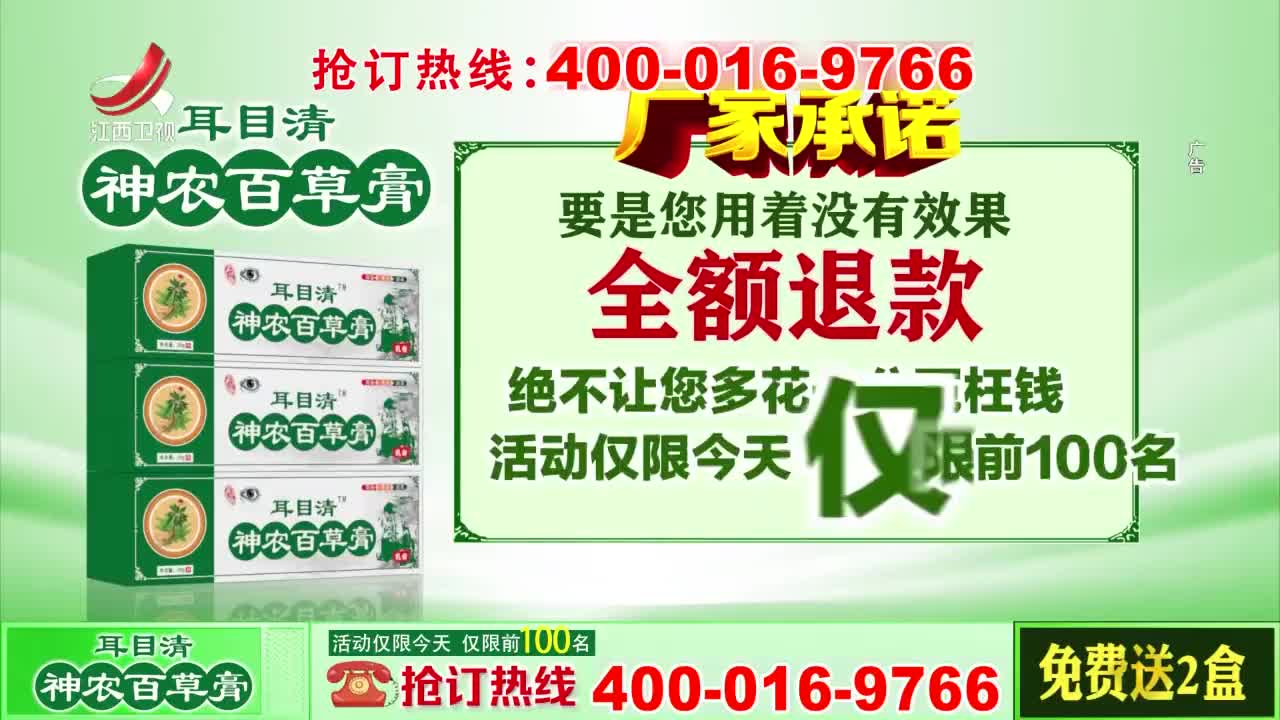 抢订热线:400-016-9766
江西卫视
耳目清
神农百草膏
厂家承诺
广告
要是您用着没有效果
全额退款
绝不让您多花
枉钱
活动仅限今天 仅限前100名
耳目清
神农百草膏
耳目清
神农百草膏
耳目清
神农百草膏
耳目清
神农百草膏
活动仅限今天 仅限前100名
抢订热线 400-016-9766
免费送2盒